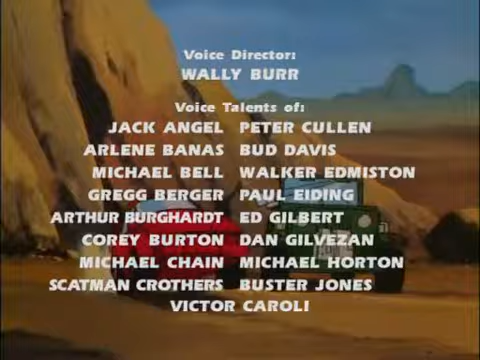 Voice Director:
WALLY BURR
Voice Talents of:
JACK ANGEL PETER CULLEN
ARLENE BANAS BUD DAVIS
MICHAEL BELL WALKER EDMISTON
GREGG BERGER PAUL EIDING
ARTHUR BURGHARDT ED GILBERT
COREY BURTON DAN GILVEZAN
MICHAEL CHAIN MICHAEL HORTON
SCATMAN CROTHERS BUSTER JONES
VICTOR CAROLI